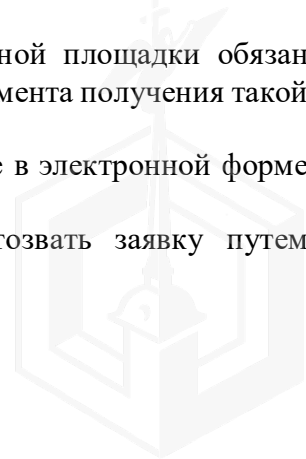 ной площадки обязан
мента получения такой
е в электронной форме
тозвать заявку путем